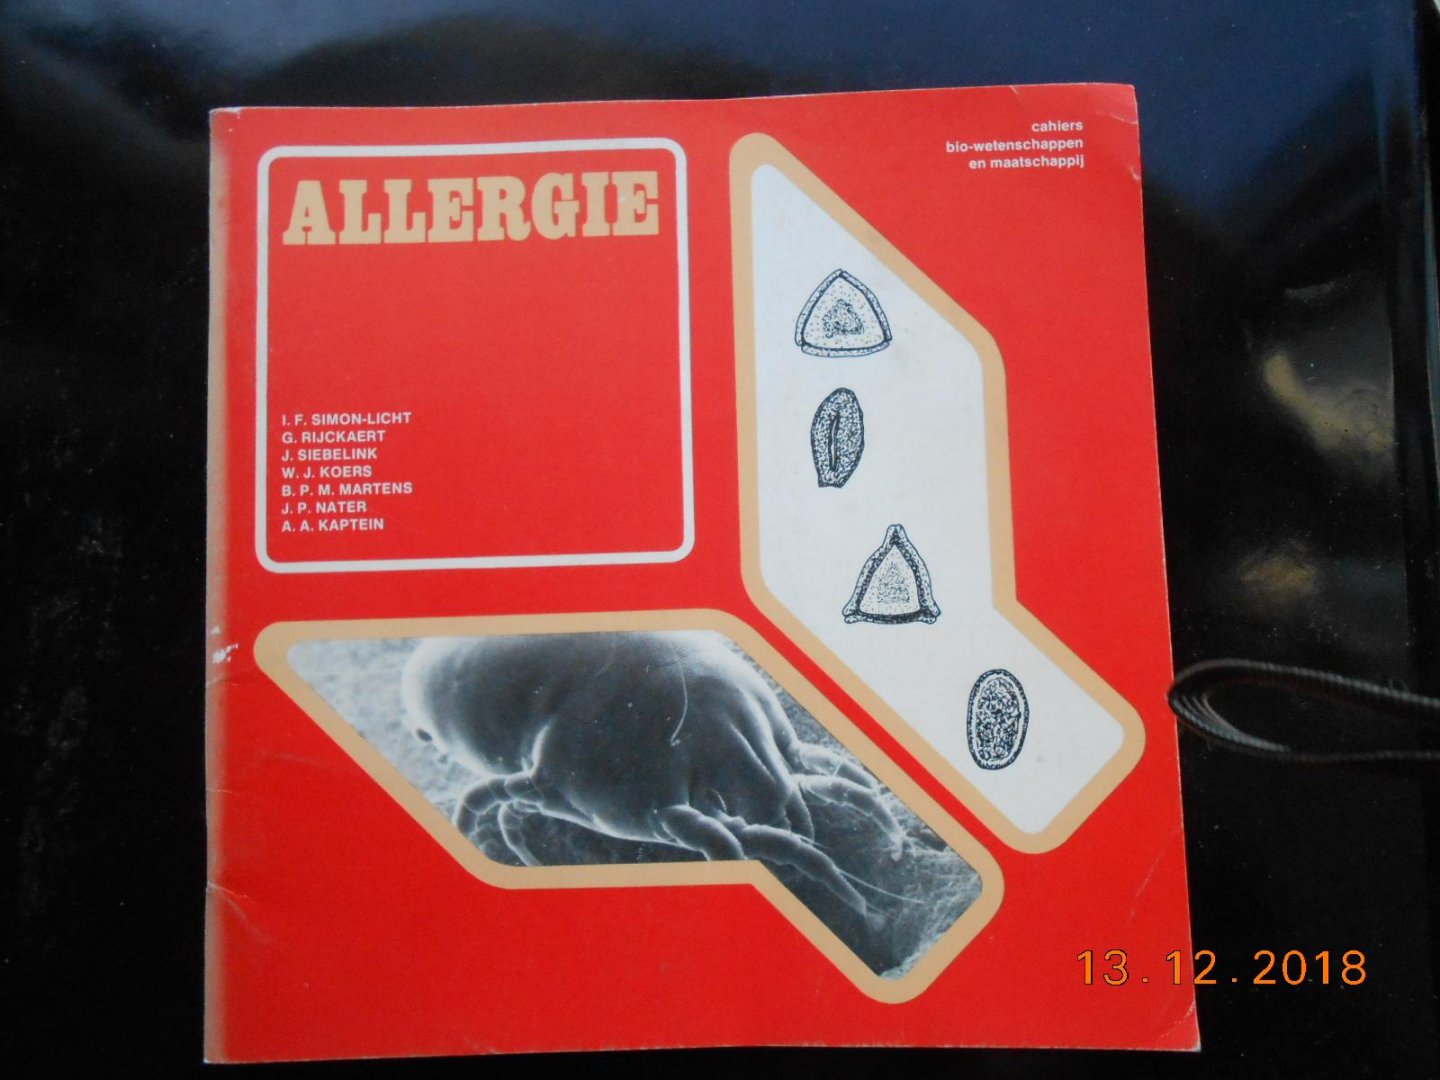 cahiers
bio-wetenschappen
en maatschappij
ALLERGIE
I. F. SIMON-LICHT
G. RIJCKAERT
J. SIEBELINK
W. J. KOERS
B. P. M. MARTENS
J. P. NATER
A. A. KAPTEIN
13.12.2018